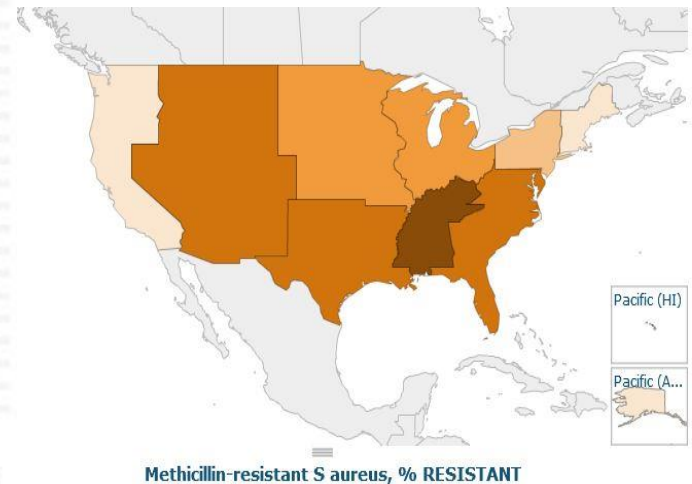 Pacific (HI)
Pacific (A...
Methicillin-resistant S aureus, % RESISTANT